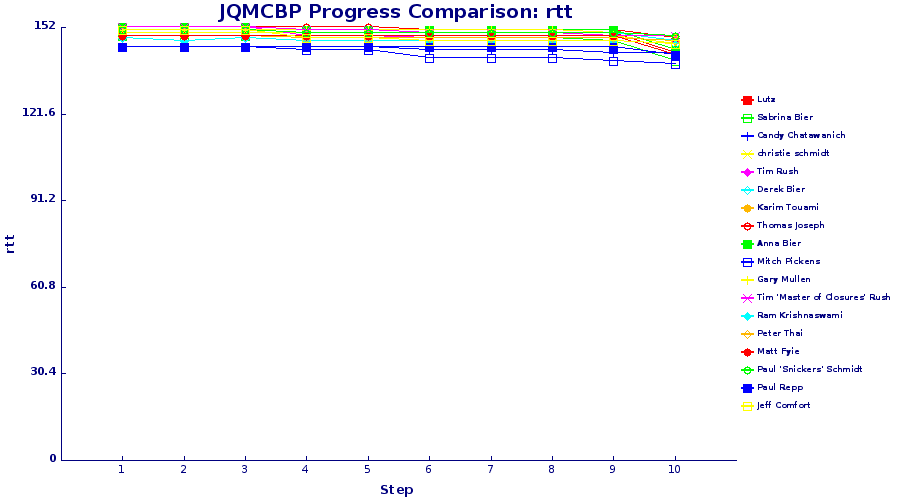 JQMCBP Progress Comparison: rtt
152
121.6
91.2
60.8
30.4
0
rtt
1 2 3 4 5 6 7 8 9 10
Step
Lutz
Sabrina Bier
Candy Chatawanich
christie schmidt
Tim Rush
Derek Bier
Karim Touami
Thomas Joseph
Anna Bier
Mitch Pickens
Gary Mullen
Tim 'Master of Closures' Rush
Ram Krishnaswami
Peter Thai
Matt Fyie
Paul 'Snickers' Schmidt
Paul Repp
Jeff Comfort